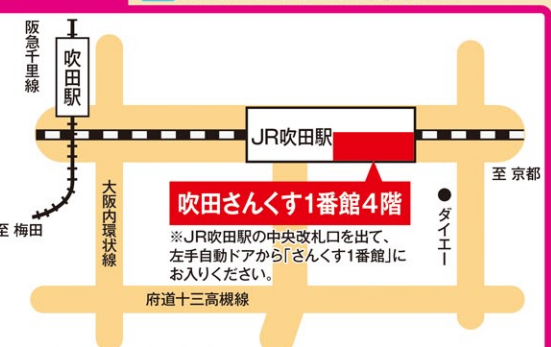 阪急千里線
吹田駅
JR吹田駅
至 京都
吹田さんくす1番館4階
※JR吹田駅の中央改札口を出て、
左手自動ドアから「さんくす1番館」に
お入りください。
大阪内環状線
至 梅田
ダイエー
府道十三高槻線